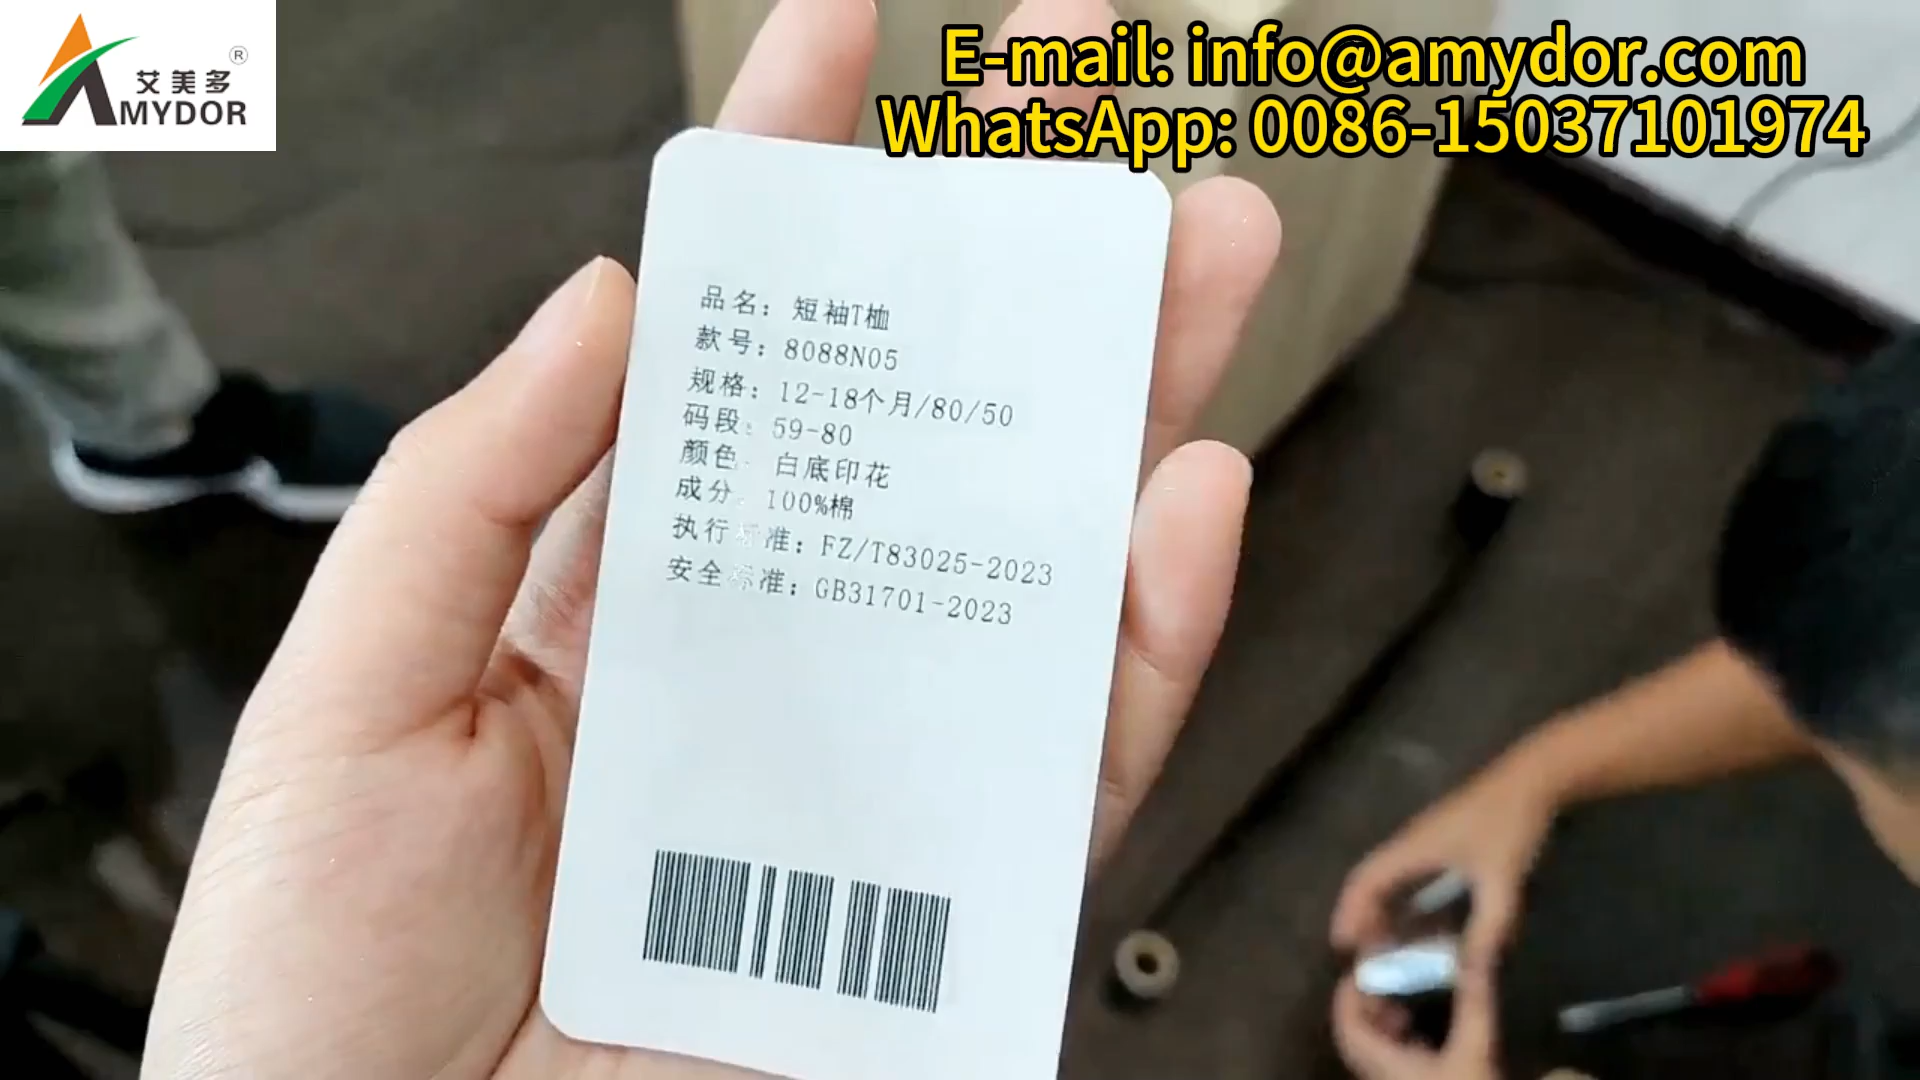 艾美多®
AMYDOR
E-mail: info@amydor.com
WhatsApp: 0086-15037101974
品名：短袖T恤
款号：8088N05
规格：12-18个月/80/50
码段：59-80
颜色：白底印花
成分：100%棉
执行标准：FZ/T83025-2023
安全标准：GB31701-2023